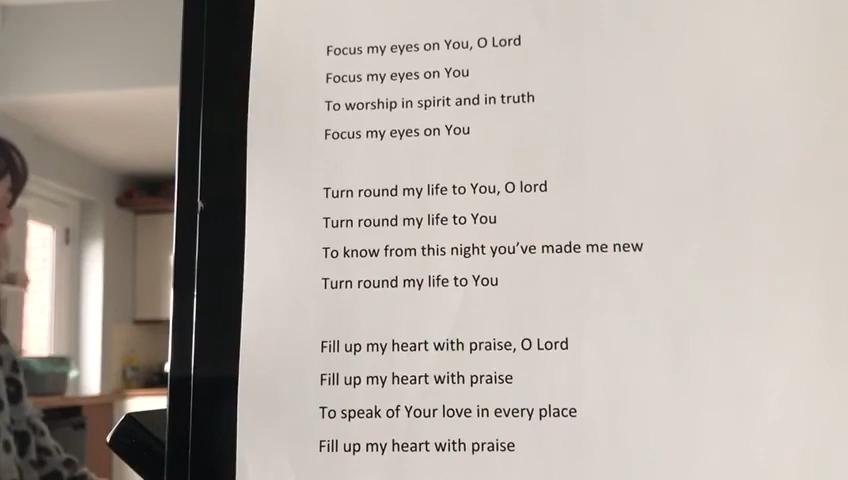 Focus my eyes on You, O Lord
Focus my eyes on You
To worship in spirit and in truth
Focus my eyes on You
Turn round my life to You, O lord
Turn round my life to You
To know from this night you've made me new
Turn round my life to You
Fill up my heart with praise, O Lord
Fill up my heart with praise
To speak of Your love in every place
Fill up my heart with praise